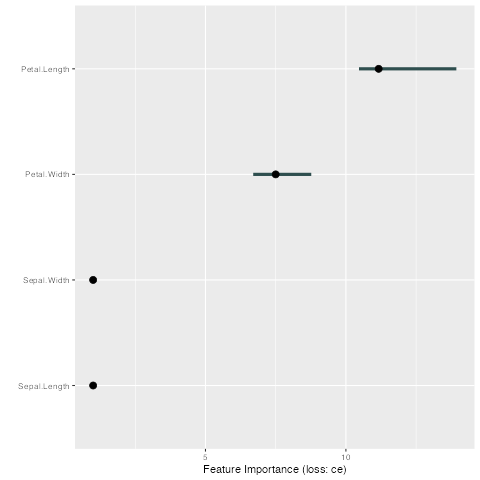 Petal.Length
Petal.Width
Sepal.Width
Sepal.Length
5 10
Feature Importance (loss: ce)